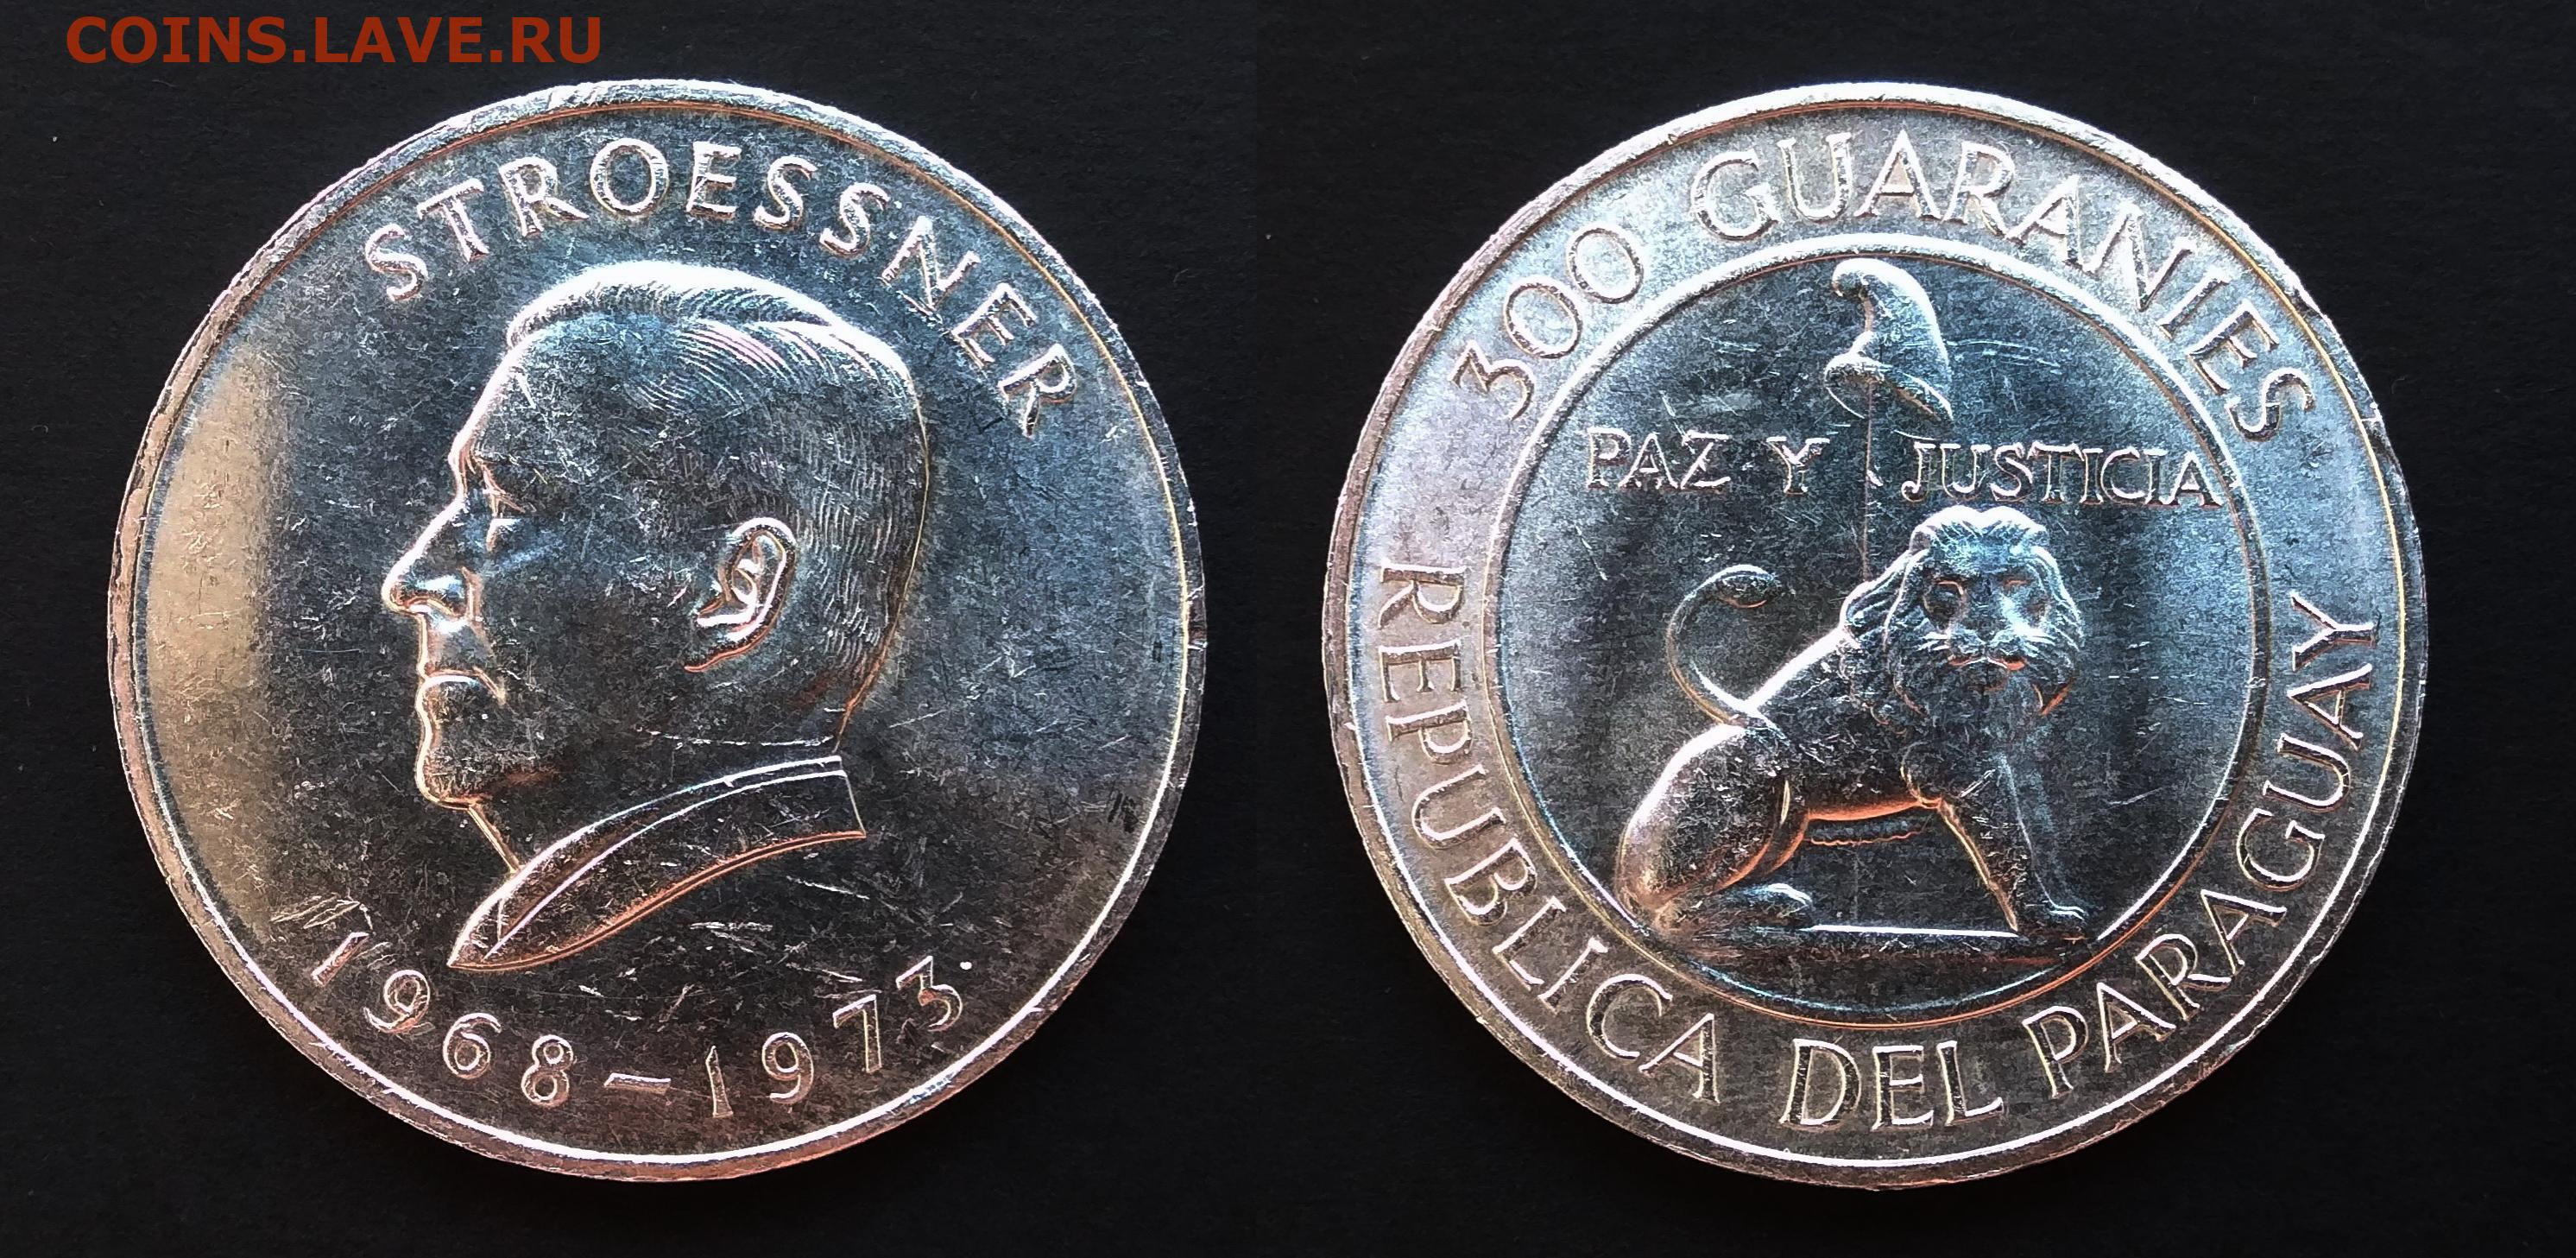 COINS.LAVE.RU
STROESSNER
1968-1973
300 GUARANIES
PAZ Y JUSTICIA
REPUBLICA DEL PARAGUAY